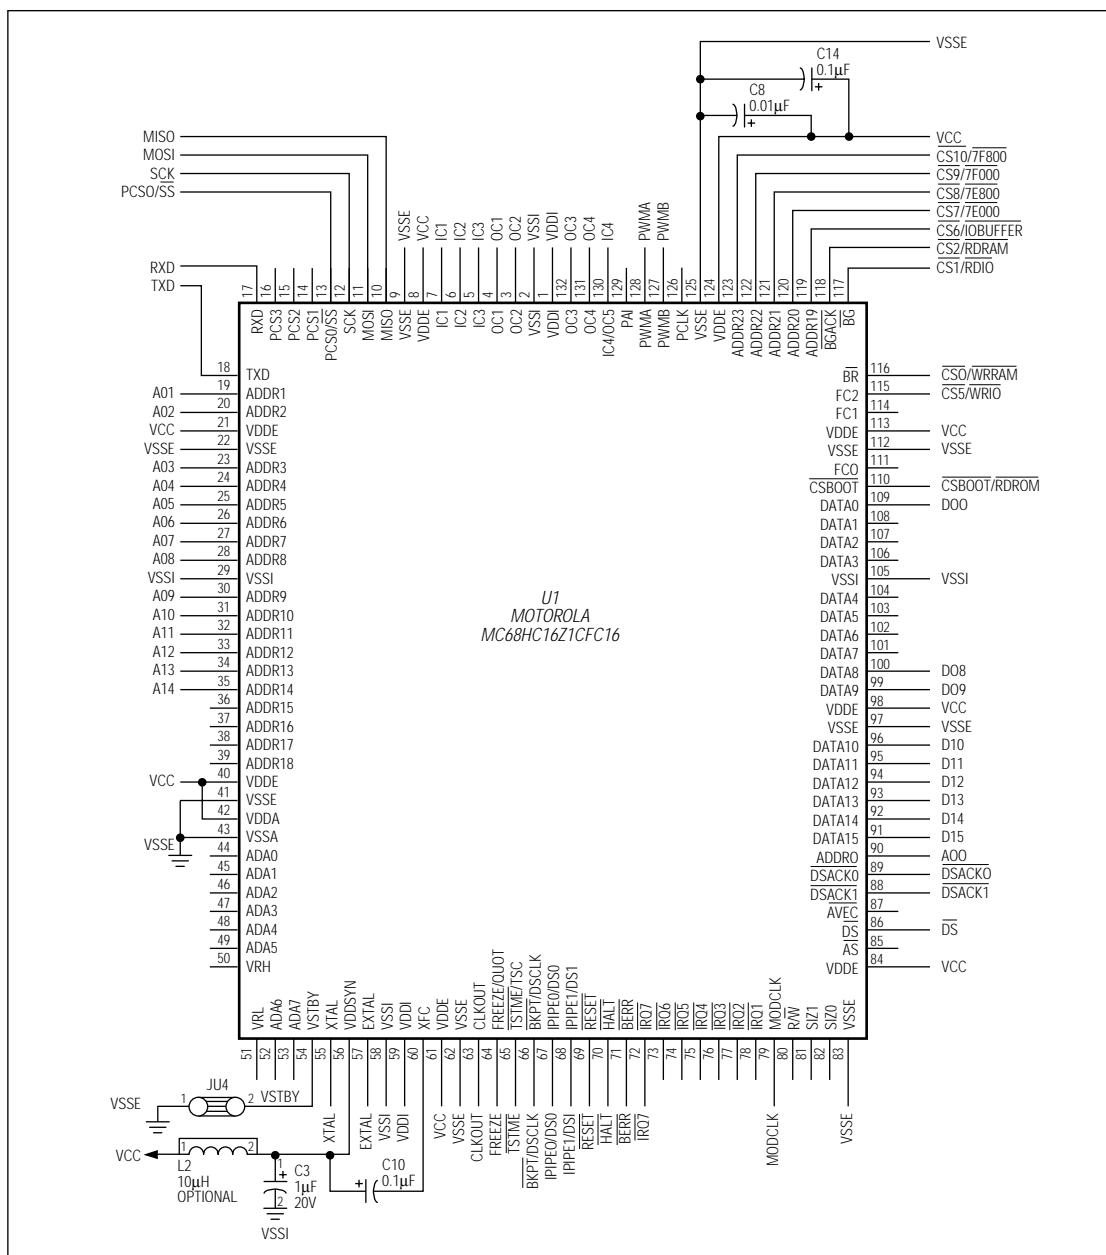 VSSE
C14
0.1µF
C8
0.01µF
VCC
CS10/7F800
CS9/7F000
CS8/7E800
CS7/7E000
CS6/IOBUFFER
CS2/RDRAM
CS1/RDIO
MISO
MOSI
SCK
PCSO/SS
RXD
TXD
VSSE
VCC
IC1
IC2
IC3
OC1
OC2
VSSI
VDDI
OC3
OC4
IC4
PWMA
PWMB
17 RXD
16 PCS3
15 PCS2
14 PCS1
13 PCS0/SS
12 SCK
11 MOSI
10 MISO
9 VSSE
8 VDDE
7 IC1
6 IC2
5 IC3
4 OC1
3 OC2
2 VSSI
1 VDDI
132 OC3
131 OC4
130 IC4/OC5
129 PAI
128 PWMA
127 PWMB
126 PCLK
125 VSSE
124 VDDE
123 ADDR23
122 ADDR22
121 ADDR21
120 ADDR20
119 ADDR19
118 BGACK
117 BG
18 TXD
A01 19 ADDR1
A02 20 ADDR2
VCC 21 VDDE
VSSE 22 VSSE
A03 23 ADDR3
A04 24 ADDR4
A05 25 ADDR5
A06 26 ADDR6
A07 27 ADDR7
A08 28 ADDR8
VSSI 29 VSSI
A09 30 ADDR9
A10 31 ADDR10
A11 32 ADDR11
A12 33 ADDR12
A13 34 ADDR13
A14 35 ADDR14
36 ADDR15
37 ADDR16
38 ADDR17
39 ADDR18
VCC 40 VDDE
41 VSSE
42 VDDA
VSSE 43 VSSA
44 ADA0
45 ADA1
46 ADA2
47 ADA3
48 ADA4
49 ADA5
50 VRH
U1
MOTOROLA
MC68HC16Z1CFC16
BR 116 CSO/WRRAM
FC2 115 CS5/WRIO
FC1 114
VDDE 113 VCC
VSSE 112 VSSE
FCO 111
CSBOOT 110 CSBOOT/RDROM
DATA0 109 DOO
DATA1 108
DATA2 107
DATA3 106
VSSI 105 VSSI
DATA4 104
DATA5 103
DATA6 102
DATA7 101
DATA8 100 DO8
DATA9 99 DO9
VDDE 98 VCC
VSSE 97 VSSE
DATA10 96 D10
DATA11 95 D11
DATA12 94 D12
DATA13 93 D13
DATA14 92 D14
DATA15 91 D15
ADDRO 90 AOO
DSACK0 89 DSACKO
DSACK1 88 DSACK1
AVEC 87
DS 86 DS
AS 85
VDDE 84 VCC
VRL 51
ADA6 52
ADA7 53
VSTBY 54
XTAL 55
VDDSYN 56
EXTAL 57
VSSI 58
VDDI 59
XFC 60
VDDE 61
VSSE 62
CLKOUT 63
FREEZE/QUOT 64
TSTME/TSC 65
BKPT/DSCLK 66
IPIPE0/DS0 67
IPIPE1/DS1 68
RESET 69
HALT 70
BERR 71
IRQ7 72
IRQ6 73
IRQ5 74
IRQ4 75
IRQ3 76
IRQ2 77
IRQ1 78
MODCLK 79
R/W 80
SIZ1 81
SIZ0 82
VSSE 83
JU4
VSSE 1 2 VSTBY
XTAL
EXTAL
VSSI
VDDI
VCC
VSSE
CLKOUT
FREEZE
TSTME
BKPT/DSCLK
IPIPE0/DS0
IPIPE1/DSI
RESET
HALT
BERR
IRQ7
MODCLK
VSSE
VCC 1 2
L2
10µH
OPTIONAL
1
C3
1µF
20V
2
VSSI
C10
0.1µF